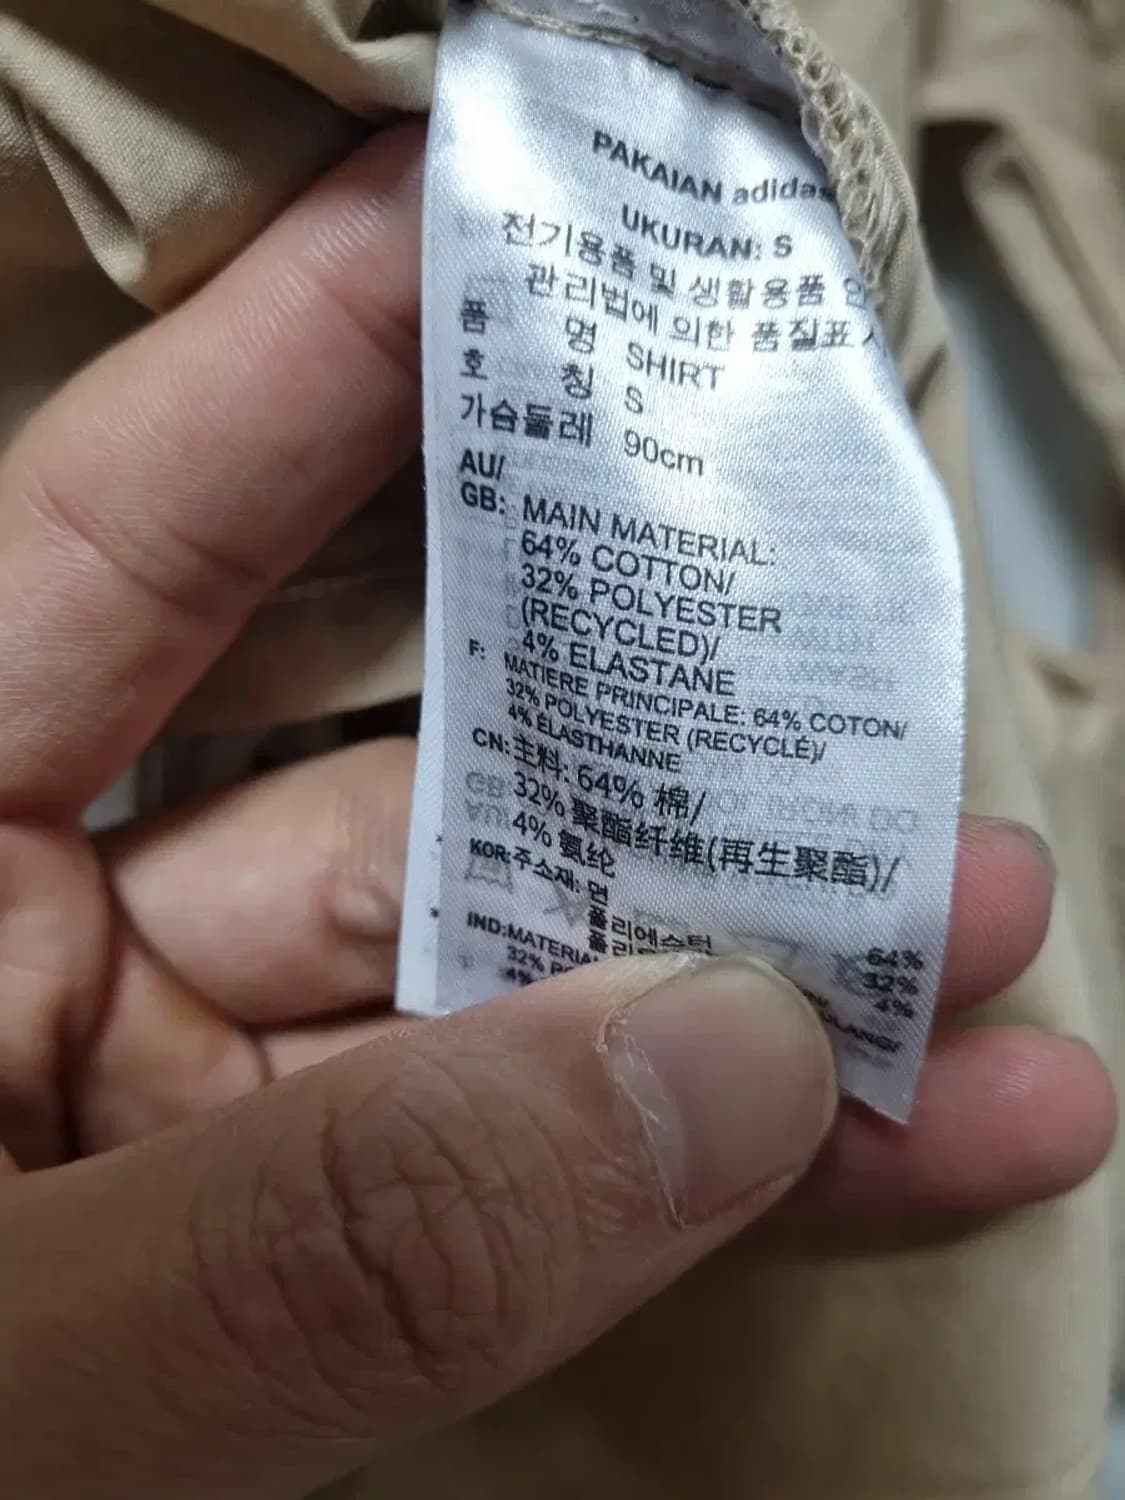 PAKAIAN adidas
UKURAN: S
전기용품 및 생활용품 안
관리법에 의한 품질표시
품 명 SHIRT
호 칭 S
가슴둘레 90cm
AU/
GB: MAIN MATERIAL:
64% COTTON/
32% POLYESTER
(RECYCLED)/
4% ELASTANE
F: MATIERE PRINCIPALE: 64% COTON/
32% POLYESTER (RECYCLÉ)/
4% ÉLASTHANNE
CN: 主料: 64% 棉/
32% 聚酯纤维(再生聚酯)/
4% 氨纶
KOR: 주소재: 면 64%
폴리에스터 32%
4%
IND: MATERIAL
32%
4%